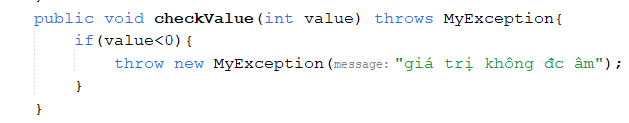 public void checkValue(int value) throws MyException{
if(value<0){
throw new MyException(message: "giá trị không đc âm");
}
}